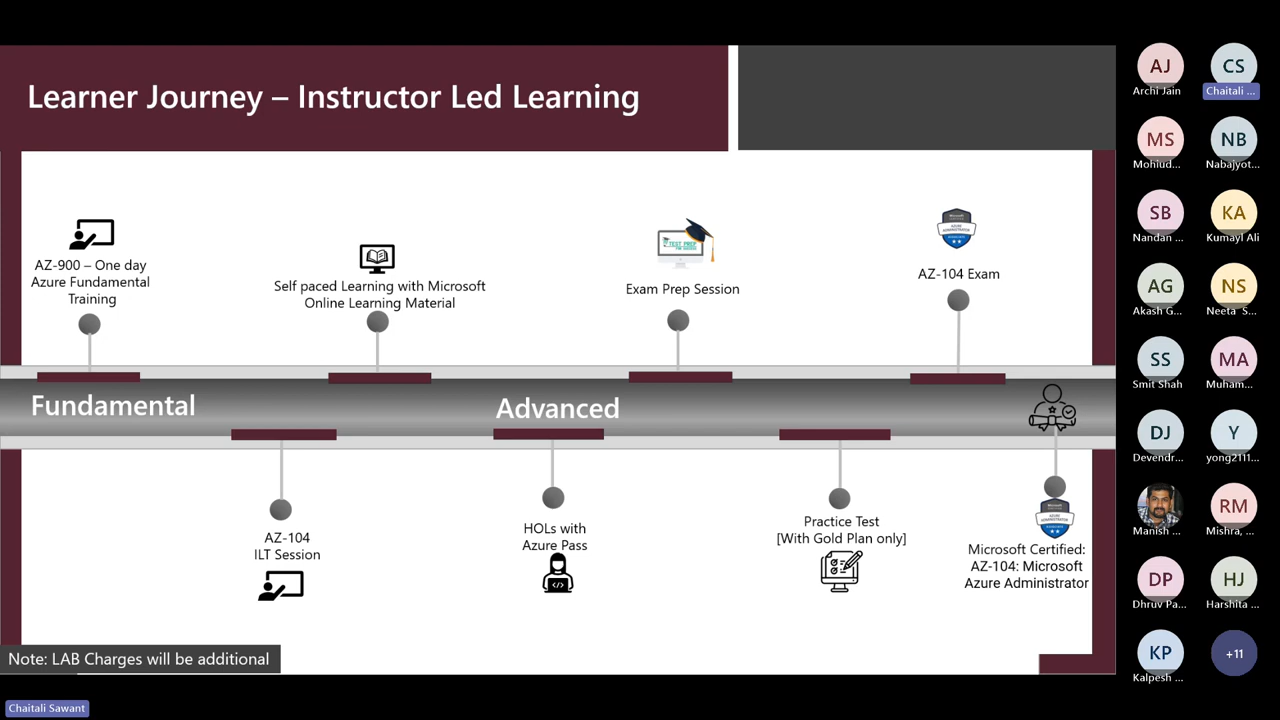 Learner Journey – Instructor Led Learning
AZ-900 – One day
Azure Fundamental
Training
Self paced Learning with Microsoft
Online Learning Material
TEST PREP
Exam Prep Session
AZ-104 Exam
Fundamental
Advanced
AZ-104
ILT Session
HOLs with
Azure Pass
Practice Test
[With Gold Plan only]
Microsoft Certified:
AZ-104: Microsoft
Azure Administrator
Note: LAB Charges will be additional
Chaitali Sawant
AJ
Archi Jain
CS
Chaitali ...
MS
Mohiud...
NB
Nabajyot...
SB
Nandan ...
KA
Kumayl Ali
AG
Akash G...
NS
Neeta S...
SS
Smit Shah
MA
Muham...
DJ
Devendr...
Y
yong2111...
Manish ...
RM
Mishra, ...
DP
Dhruv Pa...
HJ
Harshita ...
KP
Kalpesh ...
+11